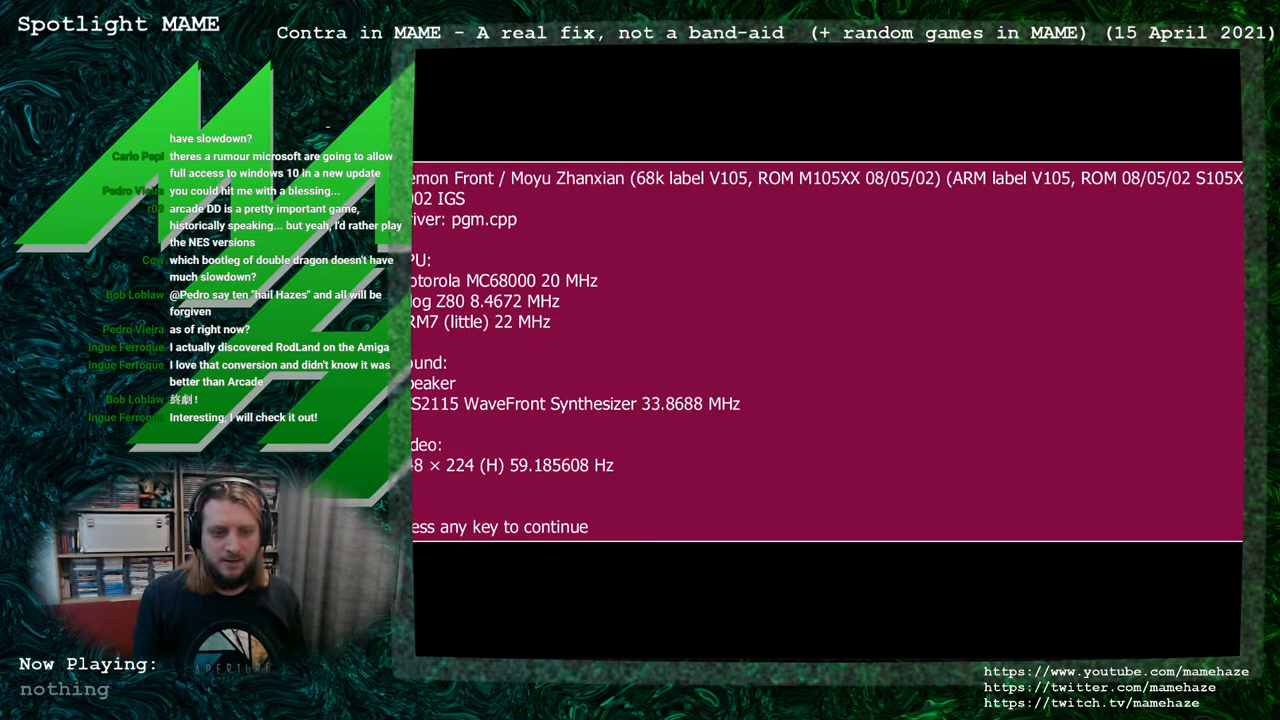 Spotlight MAME
Contra in MAME - A real fix, not a band-aid (+ random games in MAME) (15 April 2021)
have slowdown?
Carlo Pepi theres a rumour microsoft are going to allow
full access to windows 10 in a new update
Pedro Vieira you could hit me with a blessing...
r09 arcade DD is a pretty important game,
historically speaking... but yeah, I'd rather play
the NES versions
Cow which bootleg of double dragon doesn't have
much slowdown?
Bob Loblaw @Pedro say ten "hail Hazes" and all will be
forgiven
Pedro Vieira as of right now?
Ingue Ferroque I actually discovered RodLand on the Amiga
Ingue Ferroque I love that conversion and didn't know it was
better than Arcade
Bob Loblaw 終劇!
Ingue Ferroque Interesting, I will check it out!
emon Front / Moyu Zhanxian (68k label V105, ROM M105XX 08/05/02) (ARM label V105, ROM 08/05/02 S105X
002 IGS
river: pgm.cpp
PU:
otorola MC68000 20 MHz
log Z80 8.4672 MHz
RM7 (little) 22 MHz
ound:
peaker
CS2115 WaveFront Synthesizer 33.8688 MHz
deo:
48 × 224 (H) 59.185608 Hz
ess any key to continue
APERTURE
Now Playing:
nothing
https://www.youtube.com/mamehaze
https://twitter.com/mamehaze
https://twitch.tv/mamehaze